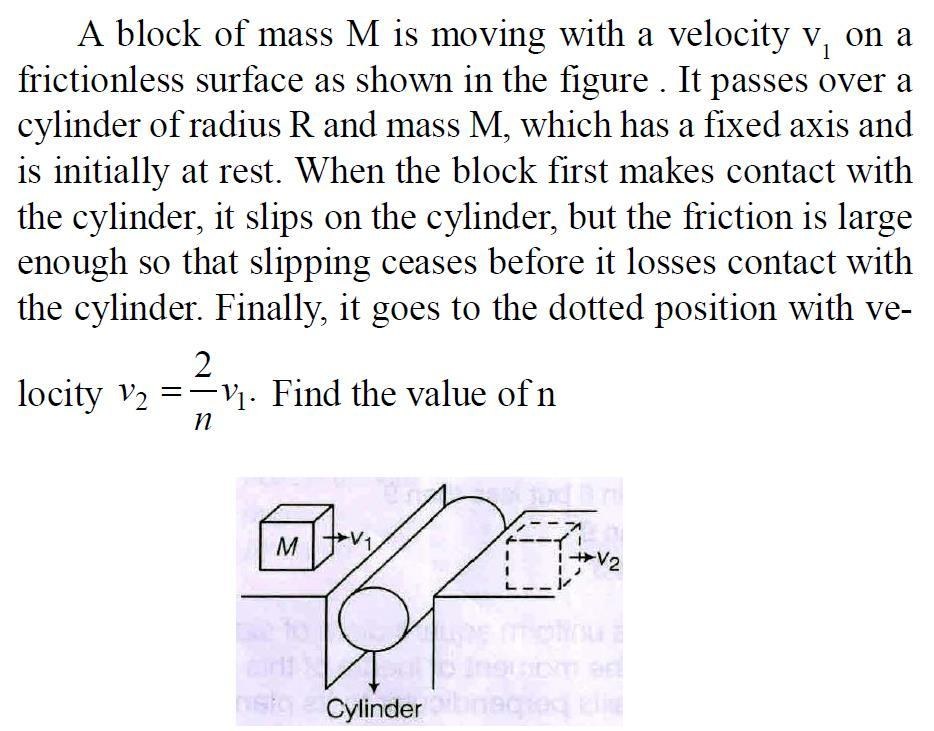 A block of mass M is moving with a velocity v₁ on a
frictionless surface as shown in the figure . It passes over a
cylinder of radius R and mass M, which has a fixed axis and
is initially at rest. When the block first makes contact with
the cylinder, it slips on the cylinder, but the friction is large
enough so that slipping ceases before it losses contact with
the cylinder. Finally, it goes to the dotted position with ve-
locity v₂ = 2/n v₁. Find the value of n
M
v₁
v₂
Cylinder